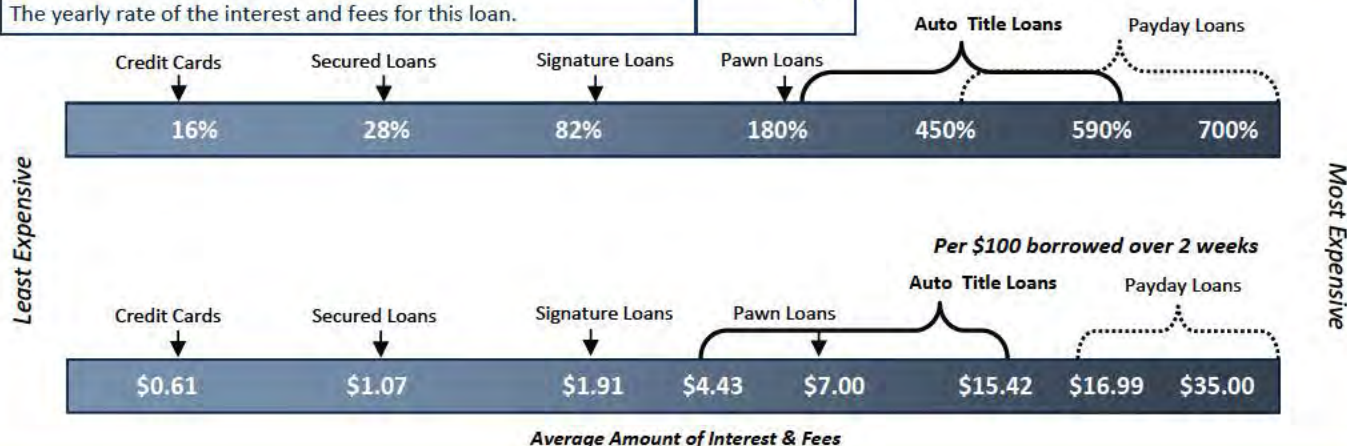 The yearly rate of the interest and fees for this loan.
Auto Title Loans Payday Loans
Credit Cards Secured Loans Signature Loans Pawn Loans
16% 28% 82% 180% 450% 590% 700%
Least Expensive
Most Expensive
Per $100 borrowed over 2 weeks
Auto Title Loans Payday Loans
Credit Cards Secured Loans Signature Loans Pawn Loans
$0.61 $1.07 $1.91 $4.43 $7.00 $15.42 $16.99 $35.00
Average Amount of Interest & Fees